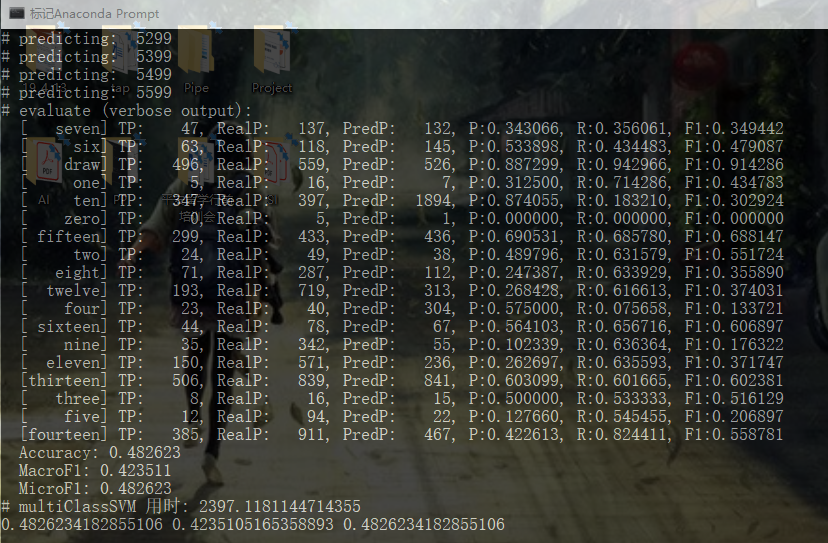 标记Anaconda Prompt
# predicting:  5299
# predicting:  5399
# predicting:  5499
# predicting:  5599
Pipe
Project
# evaluate (verbose output):
[   seven] TP:    47, RealP:   137, PredP:   132, P:0.343066, R:0.356061, F1:0.349442
[     six] TP:    63, RealP:   118, PredP:   145, P:0.533898, R:0.434483, F1:0.479087
[    draw] TP:   496, RealP:   559, PredP:   526, P:0.887299, R:0.942966, F1:0.914286
[     one] TP:     5, RealP:    16, PredP:     7, P:0.312500, R:0.714286, F1:0.434783
[     ten] TP:   347, RealP:   397, PredP:  1894, P:0.874055, R:0.183210, F1:0.302924
[    zero] TP:     0, RealP:     5, PredP:     1, P:0.000000, R:0.000000, F1:0.000000
[ fifteen] TP:   299, RealP:   433, PredP:   436, P:0.690531, R:0.685780, F1:0.688147
[     two] TP:    24, RealP:    49, PredP:    38, P:0.489796, R:0.631579, F1:0.551724
[   eight] TP:    71, RealP:   287, PredP:   112, P:0.247387, R:0.633929, F1:0.355890
[  twelve] TP:   193, RealP:   719, PredP:   313, P:0.268428, R:0.616613, F1:0.374031
[    four] TP:    23, RealP:    40, PredP:   304, P:0.575000, R:0.075658, F1:0.133721
[ sixteen] TP:    44, RealP:    78, PredP:    67, P:0.564103, R:0.656716, F1:0.606897
[    nine] TP:    35, RealP:   342, PredP:    55, P:0.102339, R:0.636364, F1:0.176322
[  eleven] TP:   150, RealP:   571, PredP:   236, P:0.262697, R:0.635593, F1:0.371747
[thirteen] TP:   506, RealP:   839, PredP:   841, P:0.603099, R:0.601665, F1:0.602381
[   three] TP:     8, RealP:    16, PredP:    15, P:0.500000, R:0.533333, F1:0.516129
[    five] TP:    12, RealP:    94, PredP:    22, P:0.127660, R:0.545455, F1:0.206897
[fourteen] TP:   385, RealP:   911, PredP:   467, P:0.422613, R:0.824411, F1:0.558781
Accuracy: 0.482623
MacroF1: 0.423511
MicroF1: 0.482623
# multiClassSVM 用时: 2397.1181144714355
0.4826234182855106 0.4235105165358893 0.4826234182855106
PDF
AI